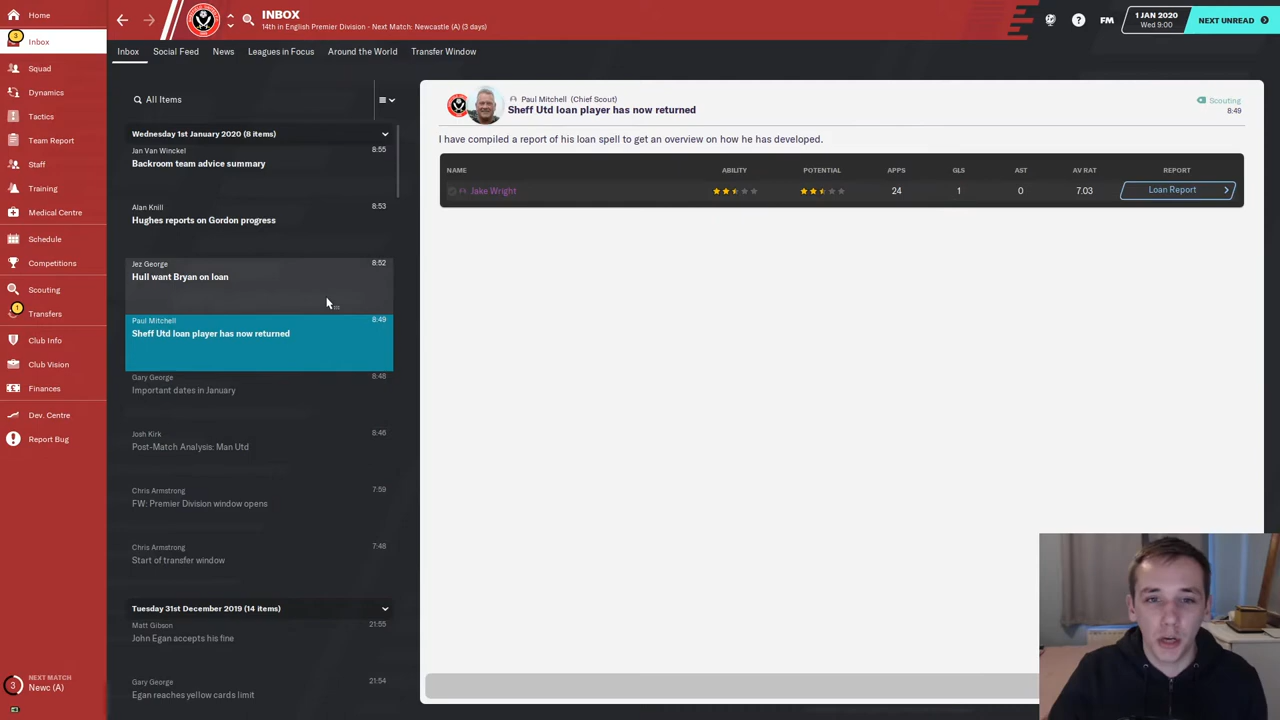 Home
INBOX
14th in English Premier Division - Next Match: Newcastle (A) (3 days)
FM
1 JAN 2020
Wed 9:00
NEXT UNREAD
3
Inbox
Inbox
Social Feed
News
Leagues in Focus
Around the World
Transfer Window
Squad
Dynamics
Tactics
Team Report
Staff
Training
Medical Centre
Schedule
Competitions
Scouting
1
Transfers
Club Info
Club Vision
Finances
Dev. Centre
Report Bug
NEXT MATCH
3
Newc (A)
All Items
Wednesday 1st January 2020 (8 items)
Jan Van Winckel
8:55
Backroom team advice summary
Alan Knill
8:53
Hughes reports on Gordon progress
Jez George
8:52
Hull want Bryan on loan
Paul Mitchell
8:49
Sheff Utd loan player has now returned
Gary George
8:48
Important dates in January
Josh Kirk
8:46
Post-Match Analysis: Man Utd
Chris Armstrong
7:59
FW: Premier Division window opens
Chris Armstrong
7:48
Start of transfer window
Tuesday 31st December 2019 (14 items)
Matt Gibson
21:55
John Egan accepts his fine
Gary George
21:54
Egan reaches yellow cards limit
Paul Mitchell (Chief Scout)
Sheff Utd loan player has now returned
Scouting
8:49
I have compiled a report of his loan spell to get an overview on how he has developed.
NAME ABILITY POTENTIAL APPS GLS AST AV RAT REPORT
Jake Wright 24 1 0 7.03 Loan Report